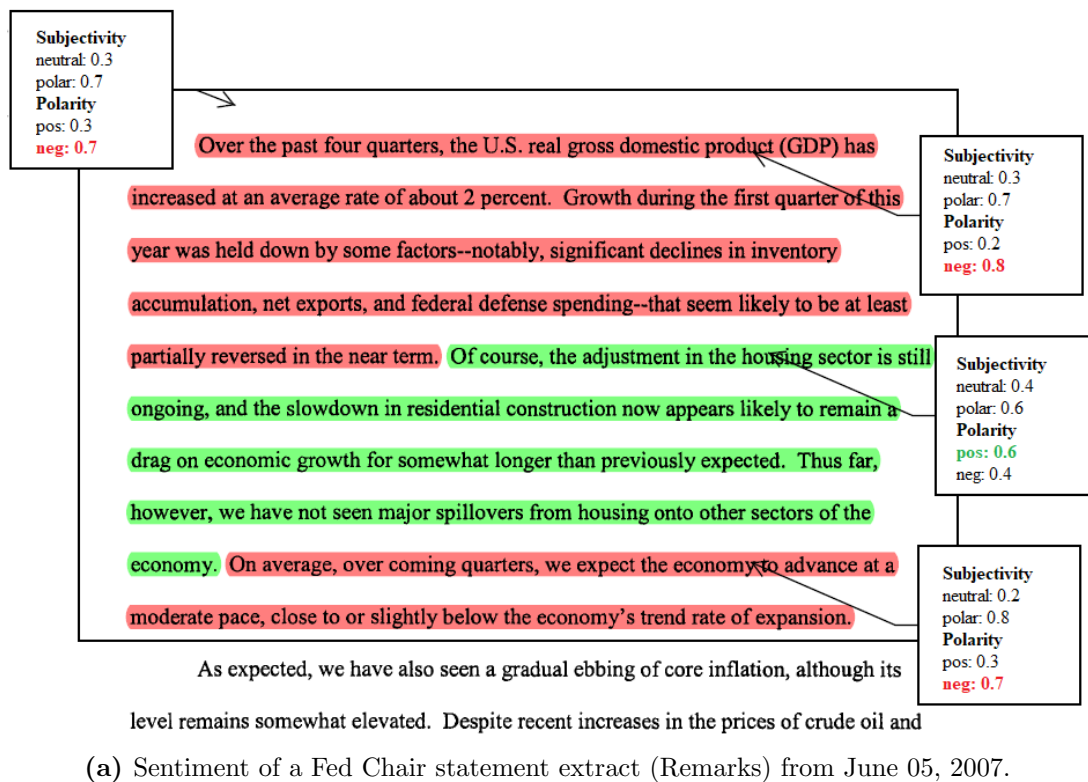 Subjectivity
neutral: 0.3
polar: 0.7
Polarity
pos: 0.3
neg: 0.7
Over the past four quarters, the U.S. real gross domestic product (GDP) has
increased at an average rate of about 2 percent. Growth during the first quarter of this
year was held down by some factors--notably, significant declines in inventory
accumulation, net exports, and federal defense spending--that seem likely to be at least
partially reversed in the near term. Of course, the adjustment in the housing sector is still
ongoing, and the slowdown in residential construction now appears likely to remain a
drag on economic growth for somewhat longer than previously expected. Thus far,
however, we have not seen major spillovers from housing onto other sectors of the
economy. On average, over coming quarters, we expect the economy to advance at a
moderate pace, close to or slightly below the economy's trend rate of expansion.
As expected, we have also seen a gradual ebbing of core inflation, although its
level remains somewhat elevated. Despite recent increases in the prices of crude oil and
Subjectivity
neutral: 0.3
polar: 0.7
Polarity
pos: 0.2
neg: 0.8
Subjectivity
neutral: 0.4
polar: 0.6
Polarity
pos: 0.6
neg: 0.4
Subjectivity
neutral: 0.2
polar: 0.8
Polarity
pos: 0.3
neg: 0.7
(a) Sentiment of a Fed Chair statement extract (Remarks) from June 05, 2007.